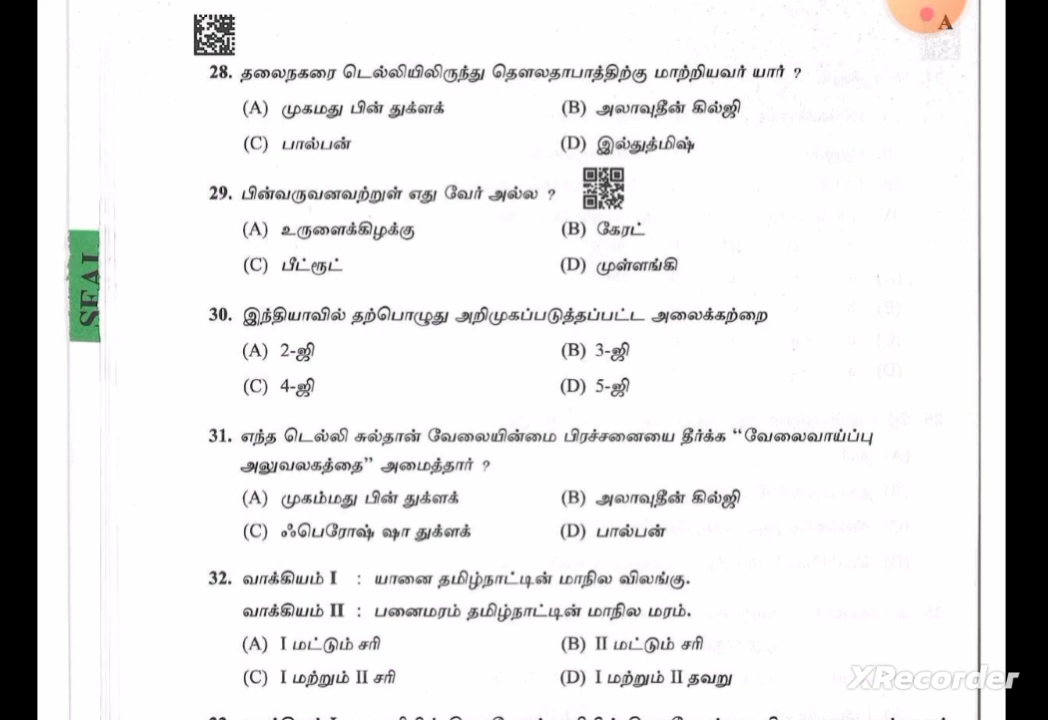 A
28. தலைநகரை டெல்லியிலிருந்து தௌலதாபாத்திற்கு மாற்றியவர் யார் ?
(A) முகமது பின் துக்ளக் (B) அலாவுதீன் கில்ஜி
(C) பால்பன் (D) இல்துத்மிஷ்
29. பின்வருவனவற்றுள் எது வேர் அல்ல ?
(A) உருளைக்கிழக்கு (B) கேரட்
(C) பீட்ரூட் (D) முள்ளங்கி
SEAL
30. இந்தியாவில் தற்பொழுது அறிமுகப்படுத்தப்பட்ட அலைக்கற்றை
(A) 2-ஜி (B) 3-ஜி
(C) 4-ஜி (D) 5-ஜி
31. எந்த டெல்லி சுல்தான் வேலையின்மை பிரச்சனையை தீர்க்க “வேலைவாய்ப்பு
அலுவலகத்தை” அமைத்தார் ?
(A) முகம்மது பின் துக்ளக் (B) அலாவுதீன் கில்ஜி
(C) ஃபெரோஷ் ஷா துக்ளக் (D) பால்பன்
32. வாக்கியம் I : யானை தமிழ்நாட்டின் மாநில விலங்கு.
வாக்கியம் II : பனைமரம் தமிழ்நாட்டின் மாநில மரம்.
(A) I மட்டும் சரி (B) II மட்டும் சரி
(C) I மற்றும் II சரி (D) I மற்றும் II தவறு
XRecorder